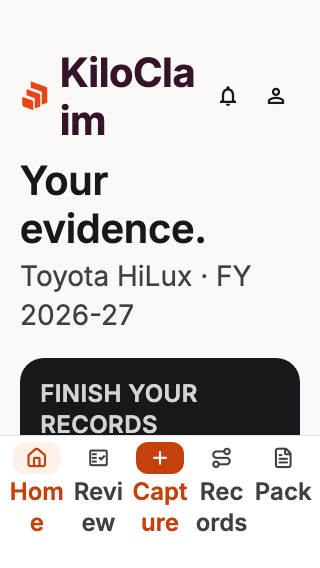 KiloCla
im
Your
evidence.
Toyota HiLux · FY
2026-27
FINISH YOUR
RECORDS
Hom
e
Revi
ew
Capt
ure
Rec
ords
Pack